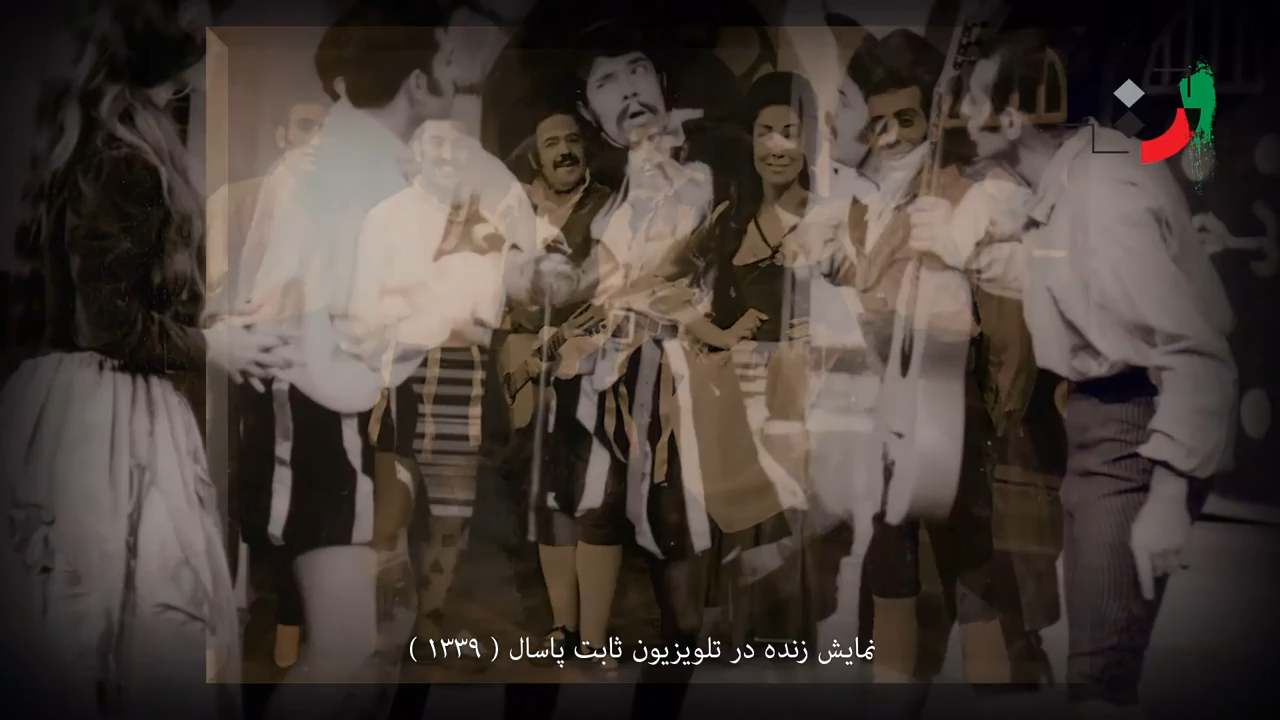 نمایش زنده در تلویزیون ثابت پاسال ( ۱۳۳۹ )